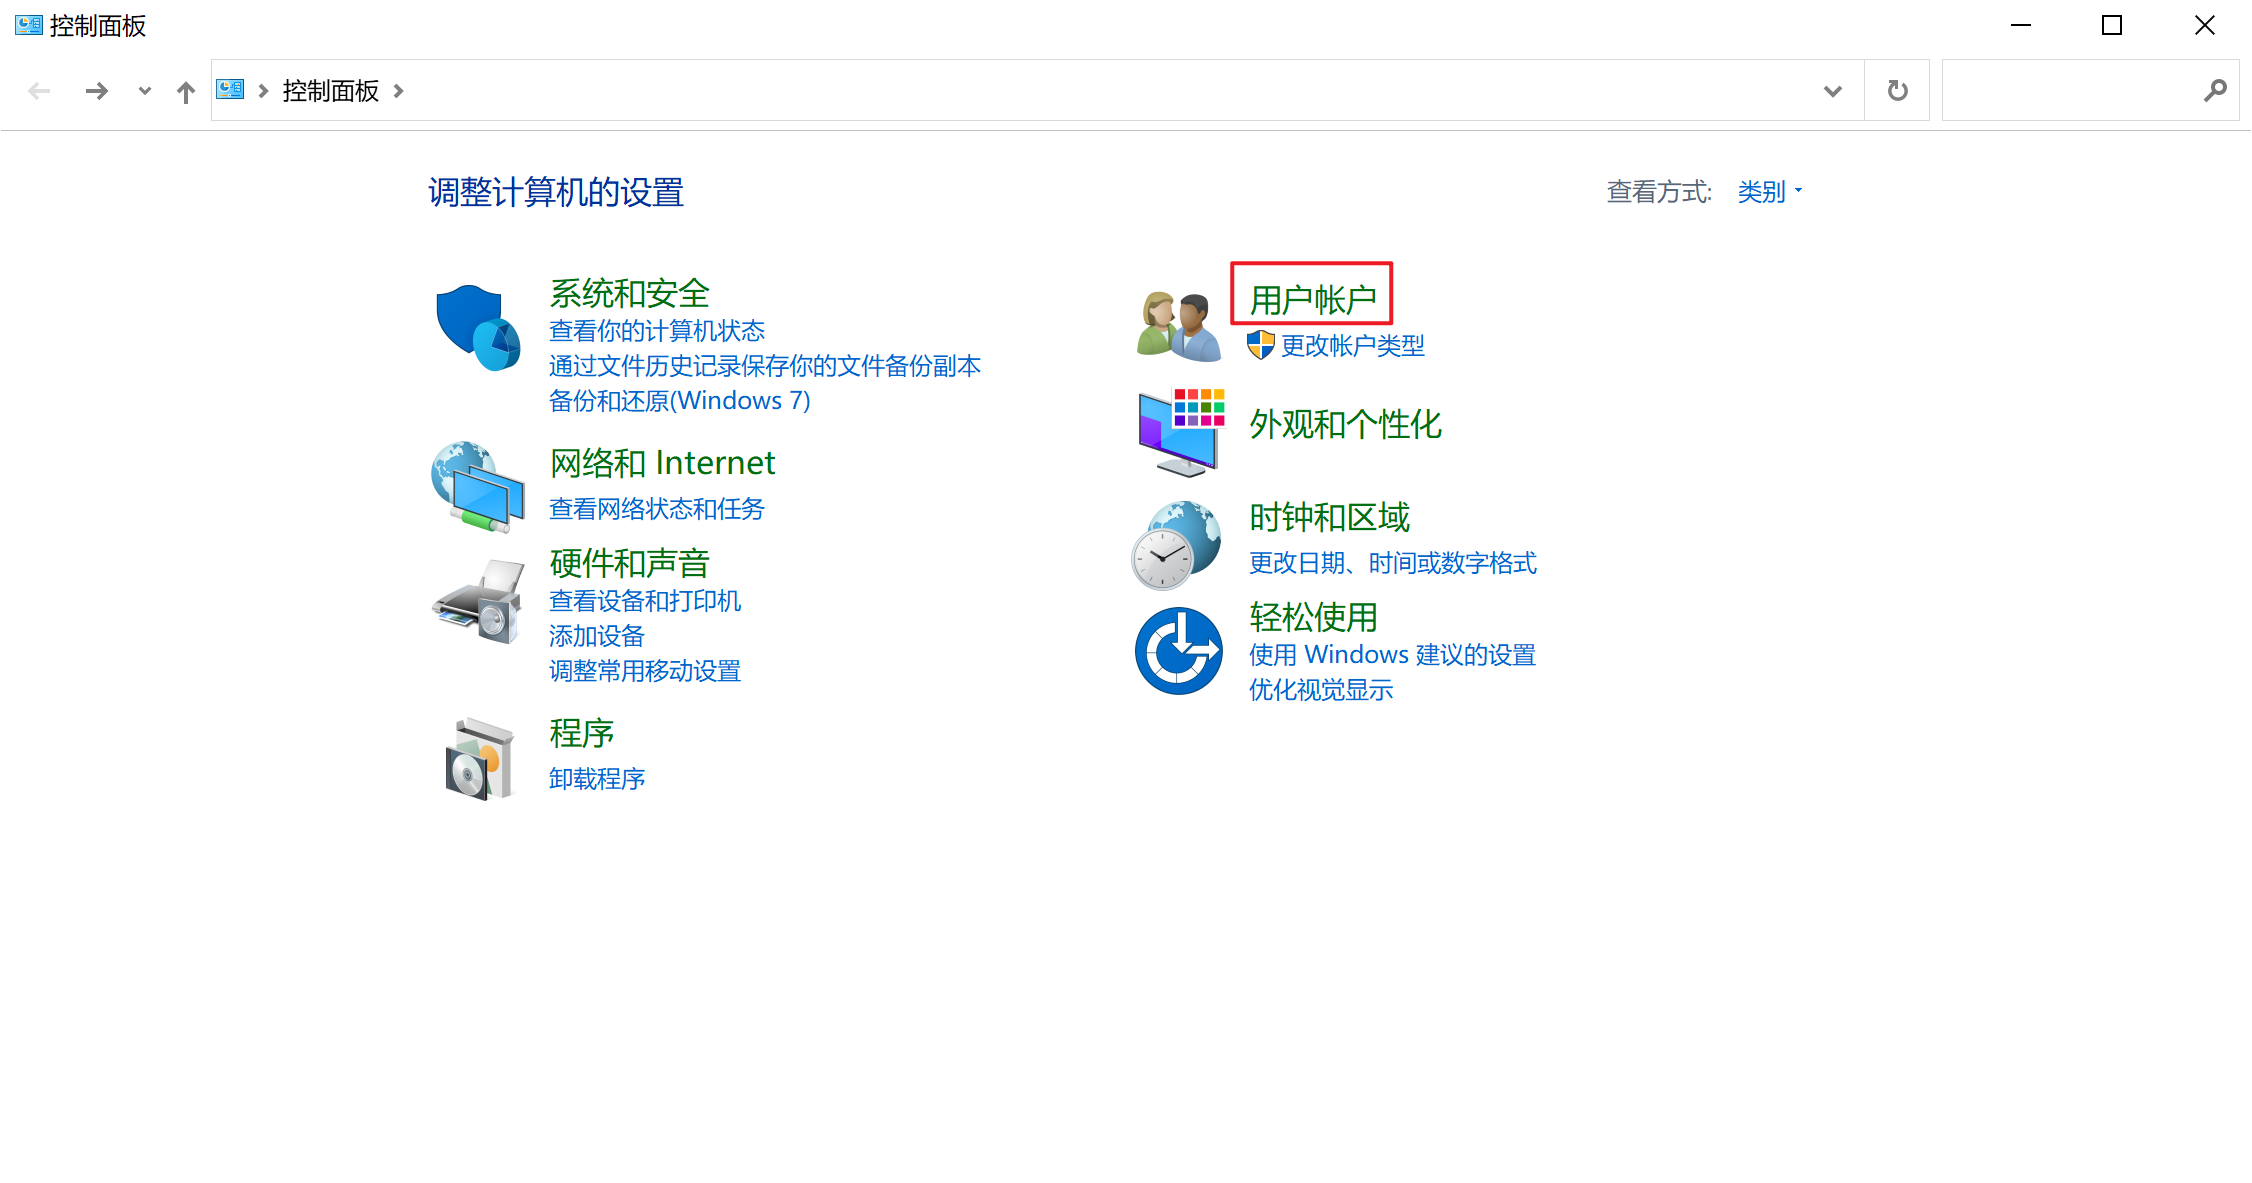 控制面板
控制面板
调整计算机的设置
查看方式: 类别
系统和安全
查看你的计算机状态
通过文件历史记录保存你的文件备份副本
备份和还原(Windows 7)
网络和 Internet
查看网络状态和任务
硬件和声音
查看设备和打印机
添加设备
调整常用移动设置
程序
卸载程序
用户帐户
更改帐户类型
外观和个性化
时钟和区域
更改日期、时间或数字格式
轻松使用
使用 Windows 建议的设置
优化视觉显示